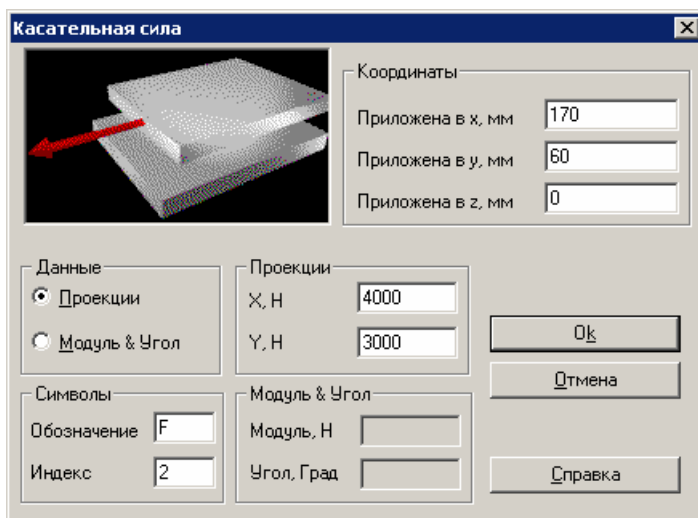 Касательная сила
Координаты
Приложена в x, мм 170
Приложена в y, мм 60
Приложена в z, мм 0
Данные
Проекции
Модуль & Угол
Проекции
X, Н 4000
Y, Н 3000
Ok
Отмена
Символы
Обозначение F
Индекс 2
Модуль & Угол
Модуль, Н
Угол, Град
Справка